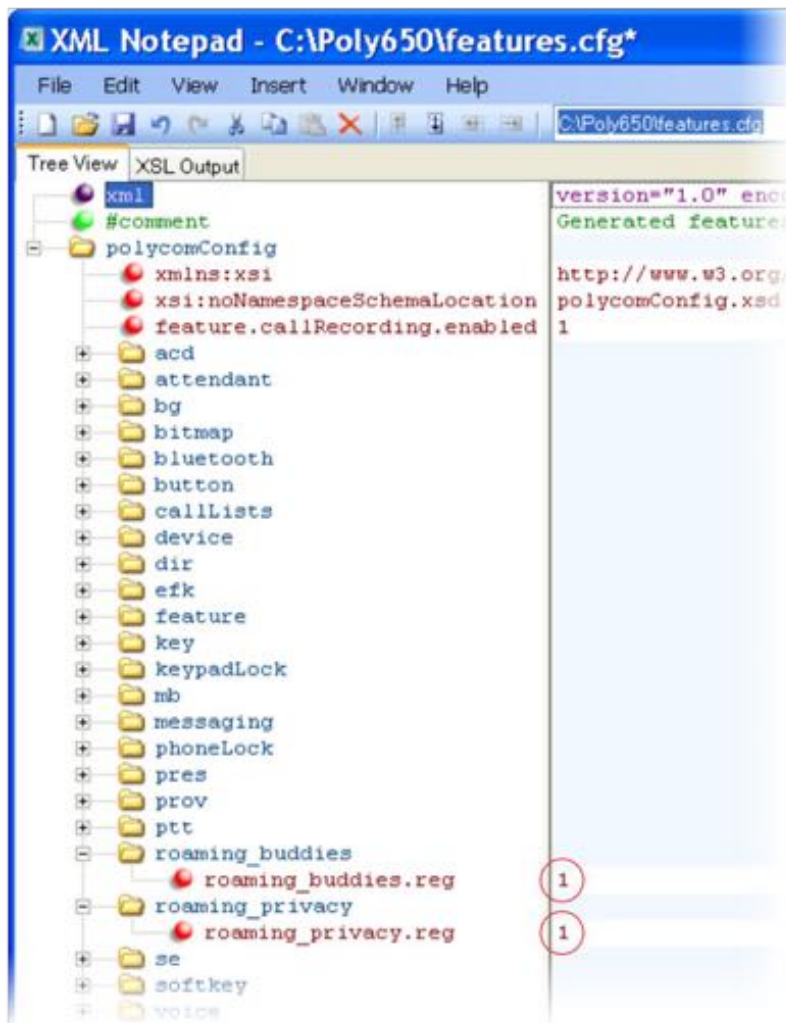 XML Notepad - C:\Poly650\features.cfg*
File Edit View Insert Window Help
C:\Poly650\features.cfg
Tree View XSL Output
xml version="1.0" enc
#comment Generated features
polycomConfig
xmlns:xsi http://www.w3.org/
xsi:noNamespaceSchemaLocation polycomConfig.xsd
feature.callRecording.enabled 1
acd
attendant
bg
bitmap
bluetooth
button
callLists
device
dir
efk
feature
key
keypadLock
mb
messaging
phoneLock
pres
prov
ptt
roaming_buddies
roaming_buddies.reg 1
roaming_privacy
roaming_privacy.reg 1
se
softkey
voice